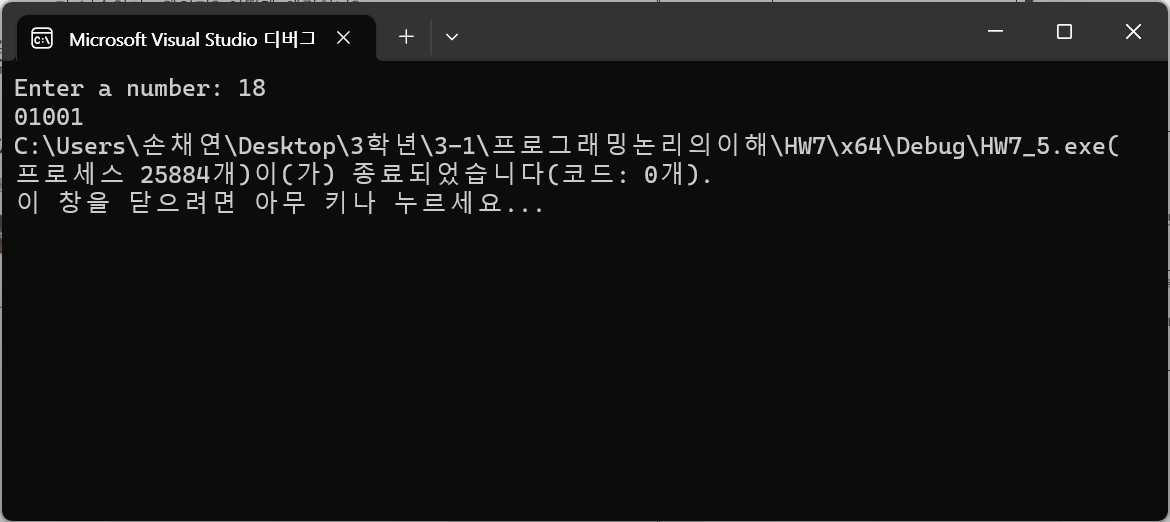 Microsoft Visual Studio 디버그
Enter a number: 18
01001
C:\Users\손채연\Desktop\3학년\3-1\프로그래밍논리의이해\HW7\x64\Debug\HW7_5.exe(
프로세스 25884개)이(가) 종료되었습니다(코드: 0개).
이 창을 닫으려면 아무 키나 누르세요...